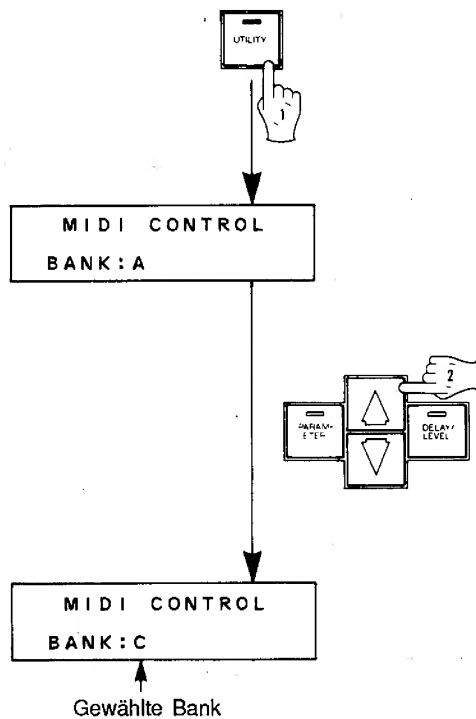 UTILITY
1
MIDI CONTROL
BANK:A
2
PARAM-
ETER
DELAY/
LEVEL
MIDI CONTROL
BANK:C
Gewählte Bank